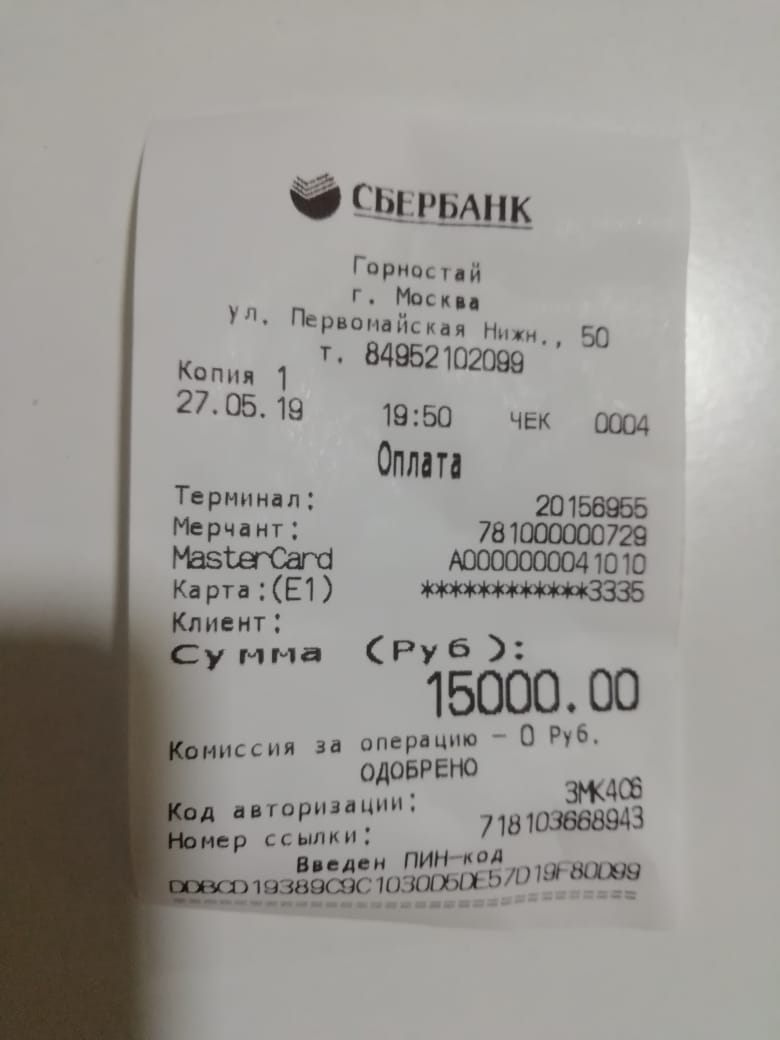 СБЕРБАНК
Горностай
г. Москва
ул. Первомайская Нижн., 50
т. 84952102099
Копия 1
27.05.19 19:50 ЧЕК 0004
Оплата
Терминал: 20156955
Мерчант: 781000000729
MasterCard A0000000041010
Карта:(E1) ************3335
Клиент:
Сумма (Руб):
15000.00
Комиссия за операцию - 0 Руб.
ОДОБРЕНО
Код авторизации: 3MK4C6
Номер ссылки: 718103668943
Введен ПИН-код
DDBCD19389C9C1030D5DE57D19F80D99
================================